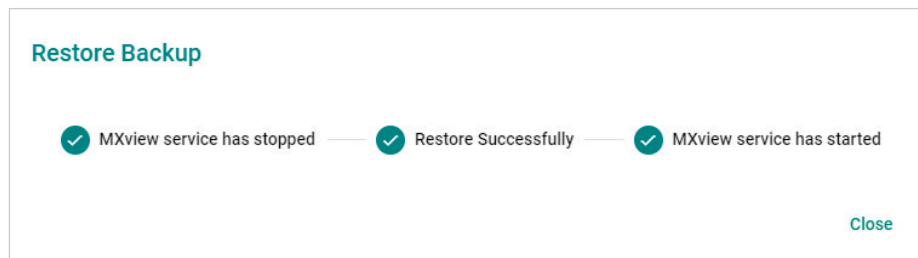 Restore Backup
MXview service has stopped Restore Successfully MXview service has started
Close